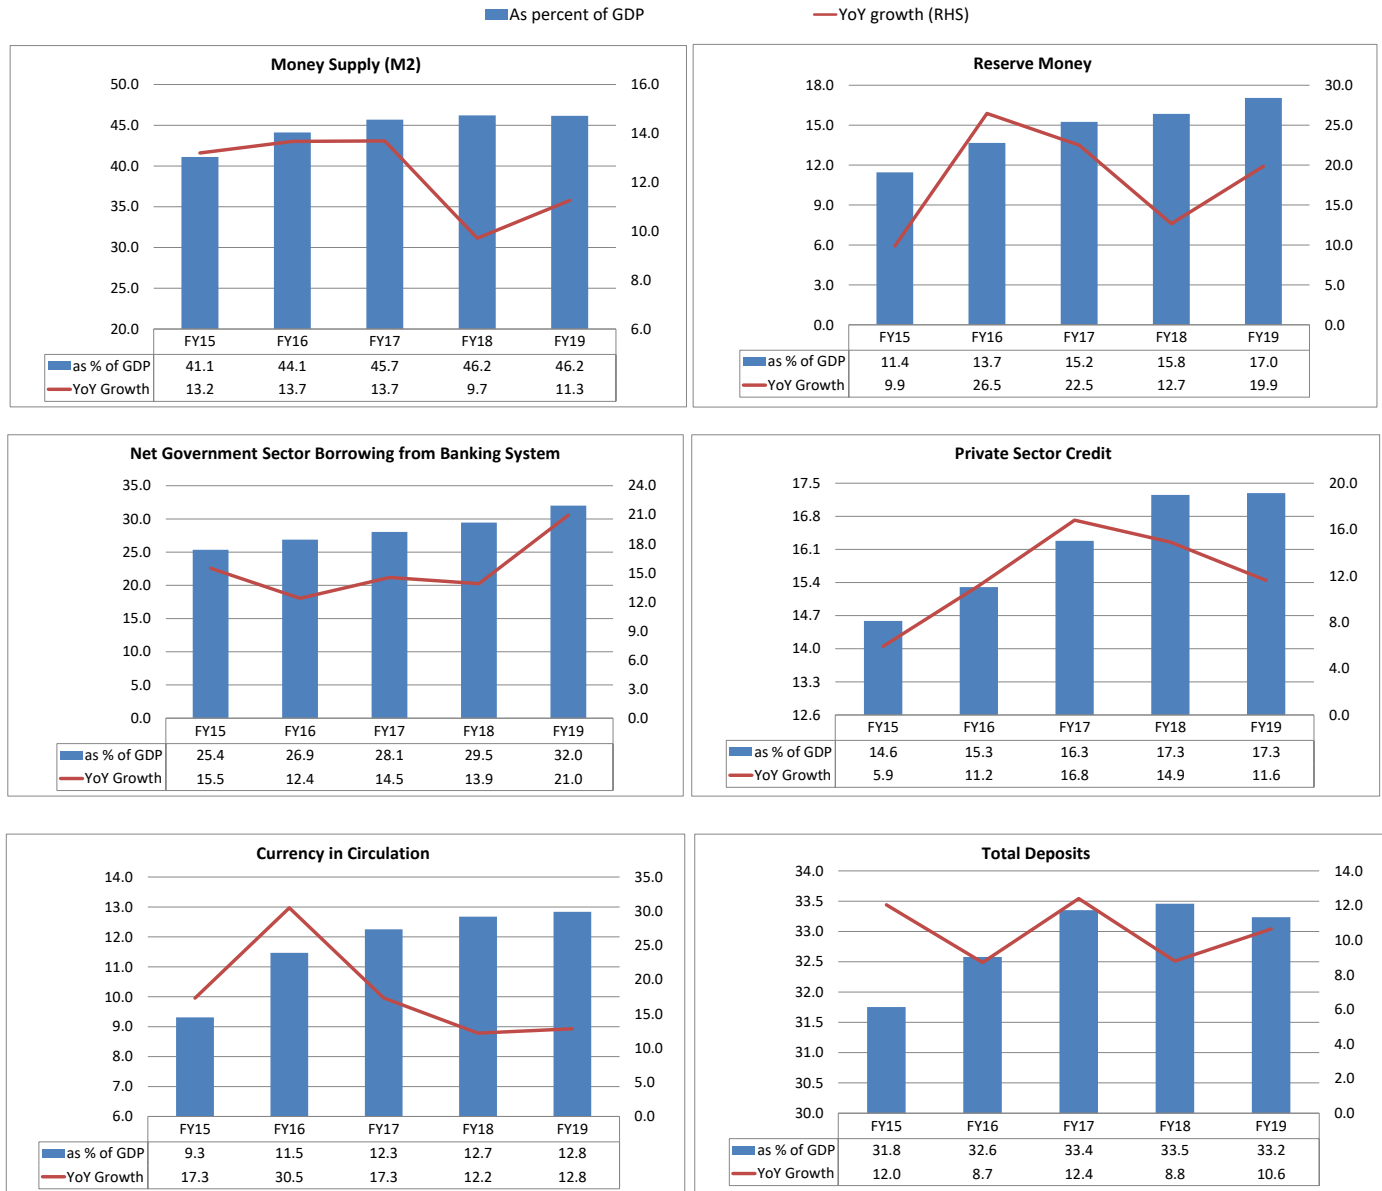 As percent of GDP YoY growth (RHS)
Money Supply (M2)
50.0 16.0
45.0 14.0
40.0 12.0
35.0
30.0 10.0
25.0 8.0
20.0 6.0
FY15 FY16 FY17 FY18 FY19
as % of GDP 41.1 44.1 45.7 46.2 46.2
YoY Growth 13.2 13.7 13.7 9.7 11.3
Reserve Money
18.0 30.0
15.0 25.0
12.0 20.0
9.0 15.0
6.0 10.0
3.0 5.0
0.0 0.0
FY15 FY16 FY17 FY18 FY19
as % of GDP 11.4 13.7 15.2 15.8 17.0
YoY Growth 9.9 26.5 22.5 12.7 19.9
Net Government Sector Borrowing from Banking System
35.0 24.0
30.0 21.0
25.0 18.0
20.0 15.0
15.0 12.0
10.0 9.0
5.0 6.0
0.0 3.0
0.0
FY15 FY16 FY17 FY18 FY19
as % of GDP 25.4 26.9 28.1 29.5 32.0
YoY Growth 15.5 12.4 14.5 13.9 21.0
Private Sector Credit
17.5 20.0
16.8 16.0
16.1
15.4 12.0
14.7 8.0
14.0
13.3 4.0
12.6 0.0
FY15 FY16 FY17 FY18 FY19
as % of GDP 14.6 15.3 16.3 17.3 17.3
YoY Growth 5.9 11.2 16.8 14.9 11.6
Currency in Circulation
14.0 35.0
13.0 30.0
12.0 25.0
11.0 20.0
10.0 15.0
9.0 10.0
8.0 5.0
7.0 0.0
6.0
FY15 FY16 FY17 FY18 FY19
as % of GDP 9.3 11.5 12.3 12.7 12.8
YoY Growth 17.3 30.5 17.3 12.2 12.8
Total Deposits
34.0 14.0
33.5 12.0
33.0 10.0
32.5 8.0
32.0 6.0
31.5 4.0
31.0 2.0
30.5 0.0
30.0
FY15 FY16 FY17 FY18 FY19
as % of GDP 31.8 32.6 33.4 33.5 33.2
YoY Growth 12.0 8.7 12.4 8.8 10.6